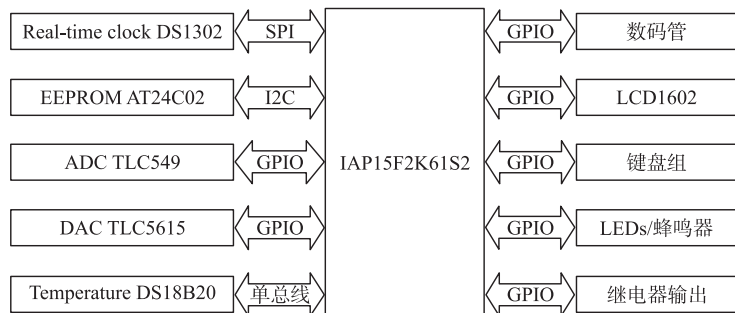 Real-time clock DS1302
SPI
GPIO
数码管
EEPROM AT24C02
I2C
GPIO
LCD1602
ADC TLC549
GPIO
IAP15F2K61S2
GPIO
键盘组
DAC TLC5615
GPIO
GPIO
LEDs/蜂鸣器
Temperature DS18B20
单总线
GPIO
继电器输出